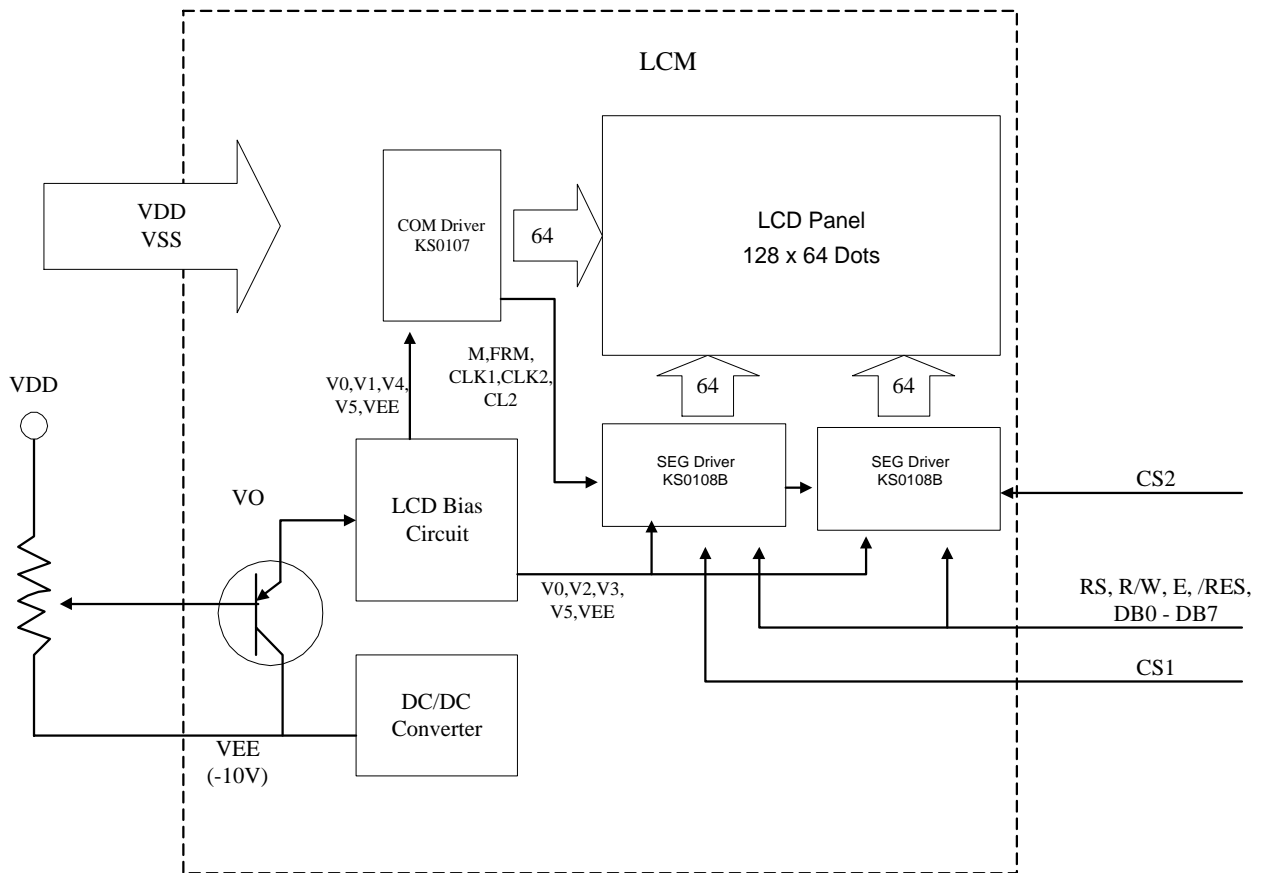 LCM
VDD
VSS
COM Driver
KS0107
64
LCD Panel
128 x 64 Dots
VDD
V0,V1,V4,
V5,VEE
M,FRM,
CLK1,CLK2,
CL2
64
64
SEG Driver
KS0108B
SEG Driver
KS0108B
CS2
VO
LCD Bias
Circuit
V0,V2,V3,
V5,VEE
RS, R/W, E, /RES,
DB0 - DB7
CS1
DC/DC
Converter
VEE
(-10V)